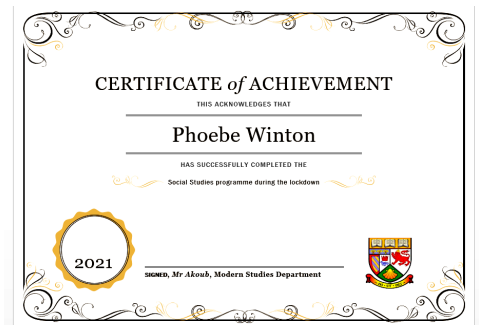 CERTIFICATE of ACHIEVEMENT
THIS ACKNOWLEDGES THAT
Phoebe Winton
HAS SUCCESSFULLY COMPLETED THE
Social Studies programme during the lockdown
2021
SIGNED, Mr Akoub, Modern Studies Department